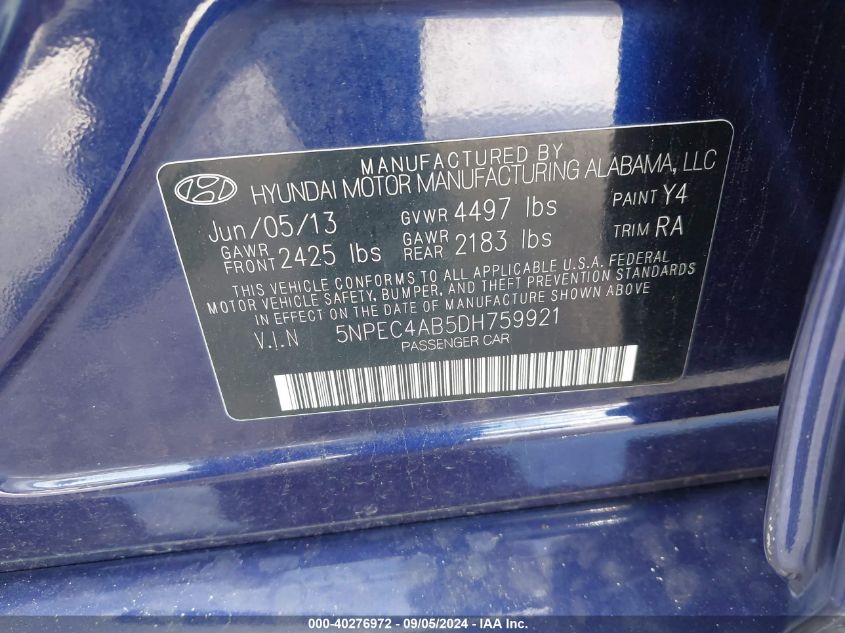 MANUFACTURED BY
HYUNDAI MOTOR MANUFACTURING ALABAMA, LLC
Jun/05/13 GVWR 4497 lbs PAINT Y4
GAWR FRONT 2425 lbs GAWR REAR 2183 lbs TRIM RA
THIS VEHICLE CONFORMS TO ALL APPLICABLE U.S.A. FEDERAL
MOTOR VEHICLE SAFETY, BUMPER, AND THEFT PREVENTION STANDARDS
IN EFFECT ON THE DATE OF MANUFACTURE SHOWN ABOVE
V.I.N 5NPEC4AB5DH759921
PASSENGER CAR
000-40276972 - 09/05/2024 - IAA Inc.